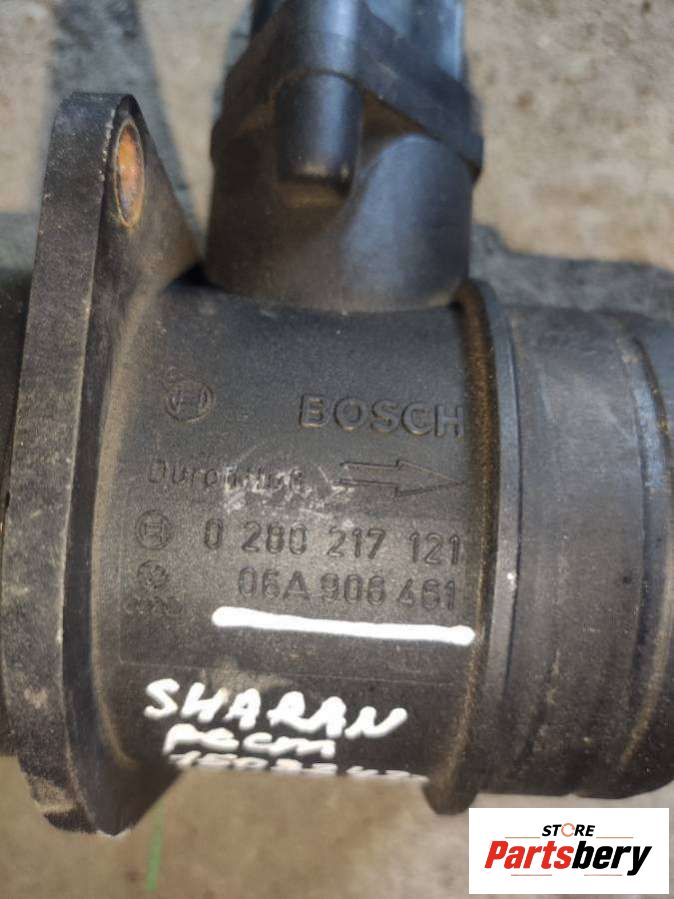 BOSCH
0 280 217 121
06A 906 461
SHARAN
STORE
Partsbery